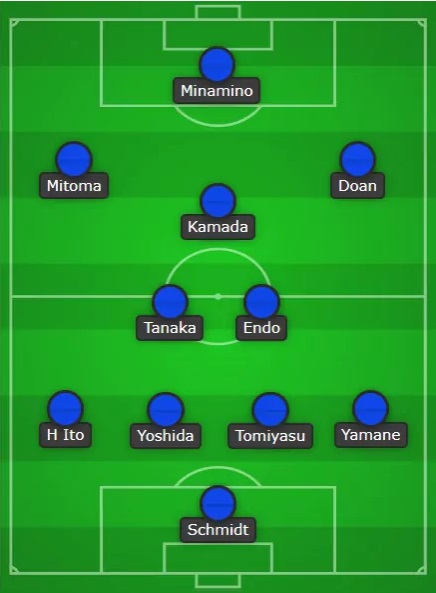 Minamino
Mitoma
Doan
Kamada
Tanaka
Endo
H Ito
Yoshida
Tomiyasu
Yamane
Schmidt